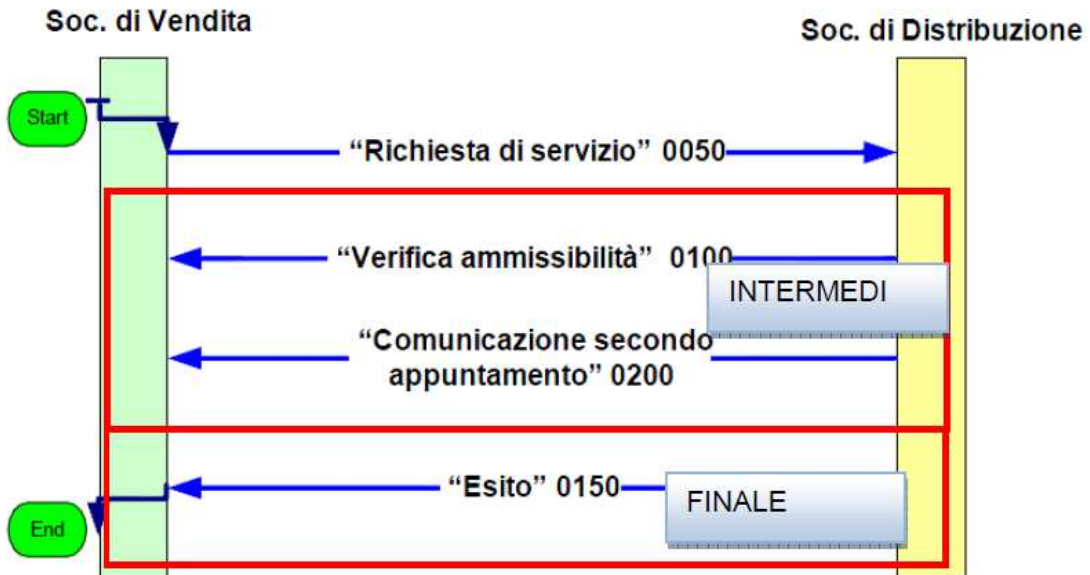 Soc. di Vendita
Soc. di Distribuzione
Start
“Richiesta di servizio” 0050
“Verifica ammissibilità” 0100
INTERMEDI
“Comunicazione secondo
appuntamento” 0200
“Esito” 0150
FINALE
End